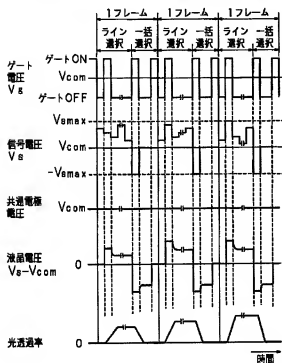 1フレーム 1フレーム 1フレーム
ライン選択 一括選択 ライン選択 一括選択 ライン選択 一括選択
ゲート電圧 Vg
ゲートON
Vcom
ゲートOFF
信号電圧 Vs
Vsmax
Vcom
-Vsmax
共通電極電圧
Vcom
液晶電圧 Vs-Vcom
0
光透過率
0
時間